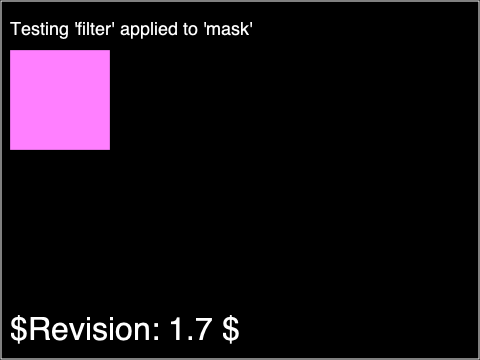 Testing 'filter' applied to 'mask'
$Revision: 1.7 $